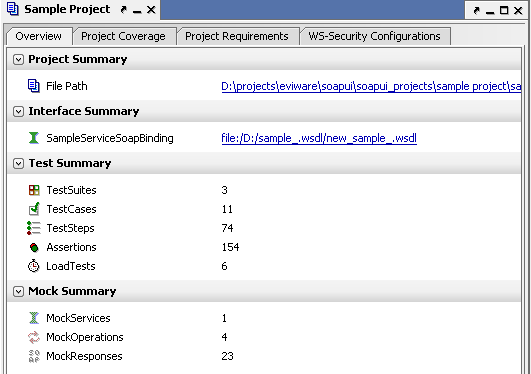 Sample Project
Overview Project Coverage Project Requirements WS-Security Configurations
Project Summary
File Path D:\projects\eviware\soapui\soapui_projects\sample project\sa
Interface Summary
SampleServiceSoapBinding file:/D:/sample_.wsdl/new_sample_.wsdl
Test Summary
TestSuites 3
TestCases 11
TestSteps 74
Assertions 154
LoadTests 6
Mock Summary
MockServices 1
MockOperations 4
MockResponses 23